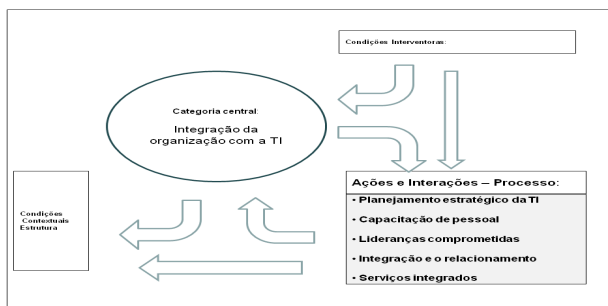 Condições Interventoras:
Categoria central:
Integração da
organização com a TI
Condições
Contextuais
Estrutura
Ações e Interações – Processo:
• Planejamento estratégico da TI
• Capacitação de pessoal
• Lideranças comprometidas
• Integração e o relacionamento
• Serviços integrados